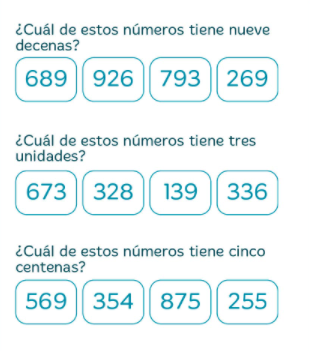 ¿Cuál de estos números tiene nueve
decenas?
689 926 793 269
¿Cuál de estos números tiene tres
unidades?
673 328 139 336
¿Cuál de estos números tiene cinco
centenas?
569 354 875 255